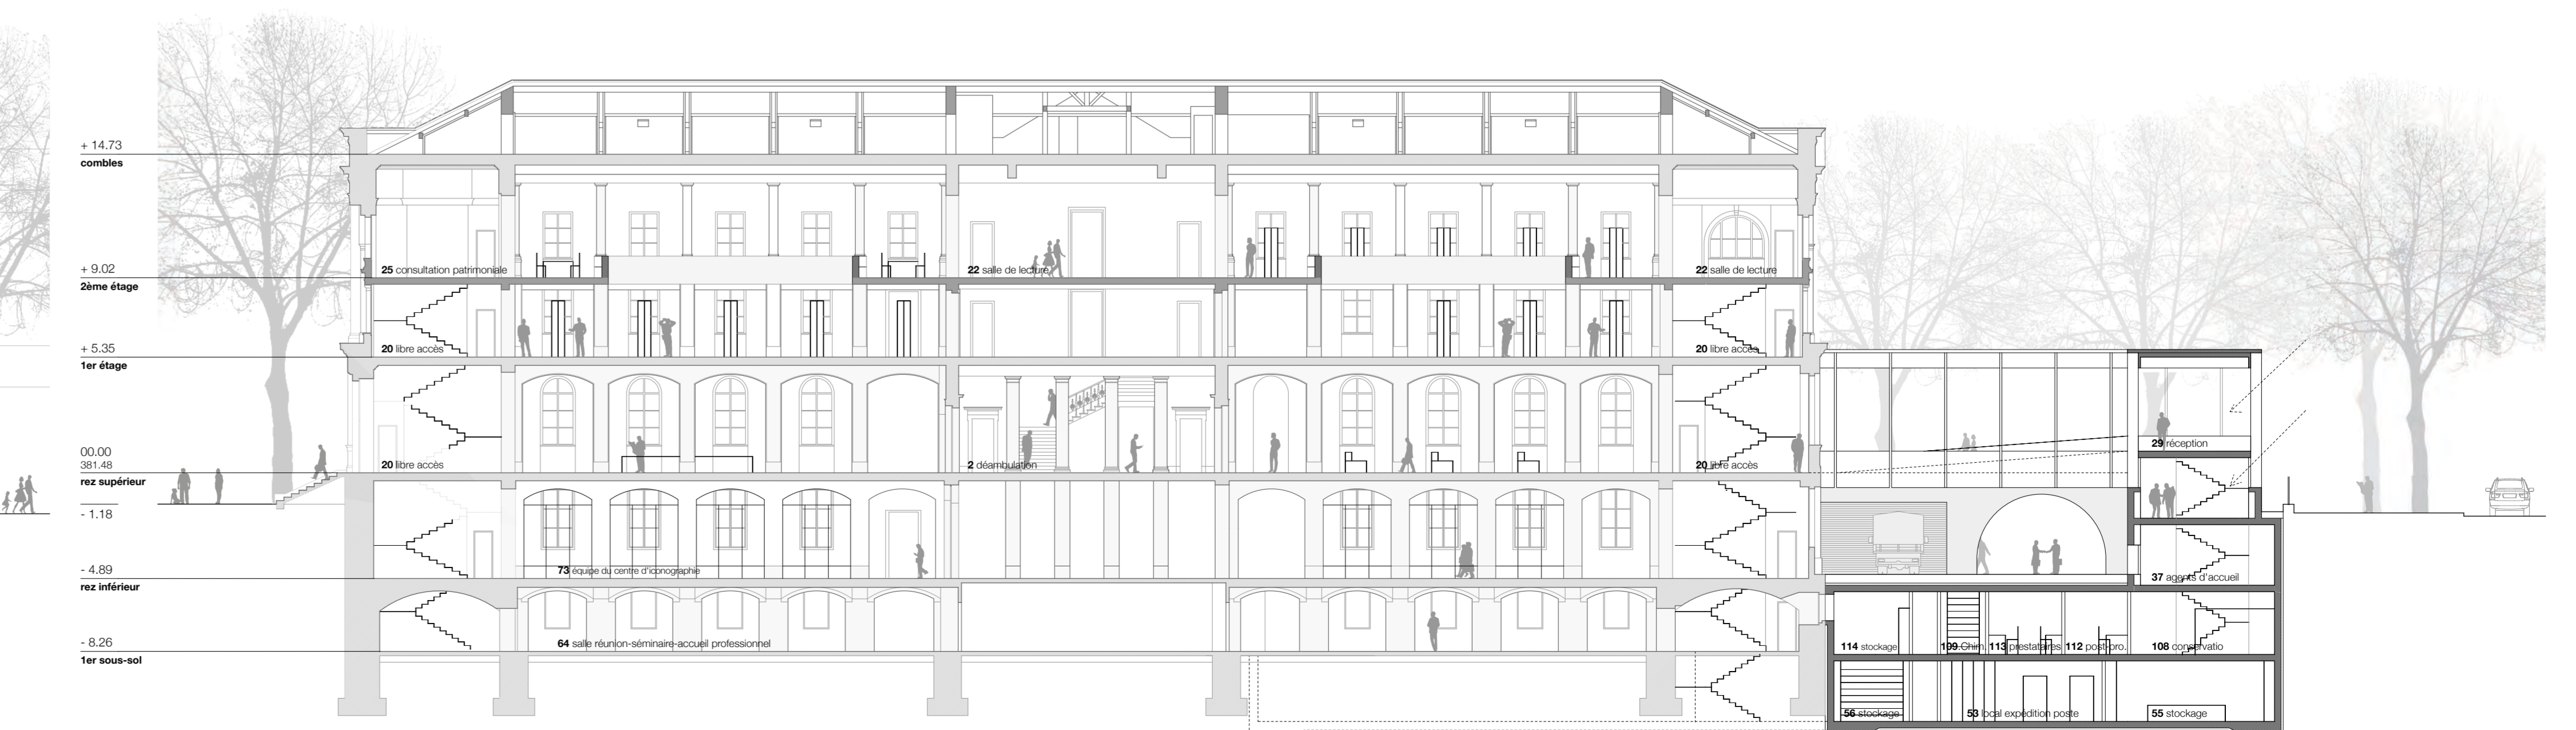 + 14.73
combles
+ 9.02
2ème étage
+ 5.35
1er étage
00.00
381.48
rez supérieur
- 1.18
- 4.89
rez inférieur
- 8.26
1er sous-sol
25 consultation patrimoniale
22 salle de lecture
22 salle de lecture
20 libre accès
20 libre accès
20 libre accès
2 déambulation
20 libre accès
29 réception
73 équipe du centre d'iconographie
37 agents d'accueil
64 salle réunion-séminaire-accueil professionnel
114 stockage
109 Chim.
113 prestataires
112 post-pro.
108 conservatio
56 stockage
53 local expédition poste
55 stockage